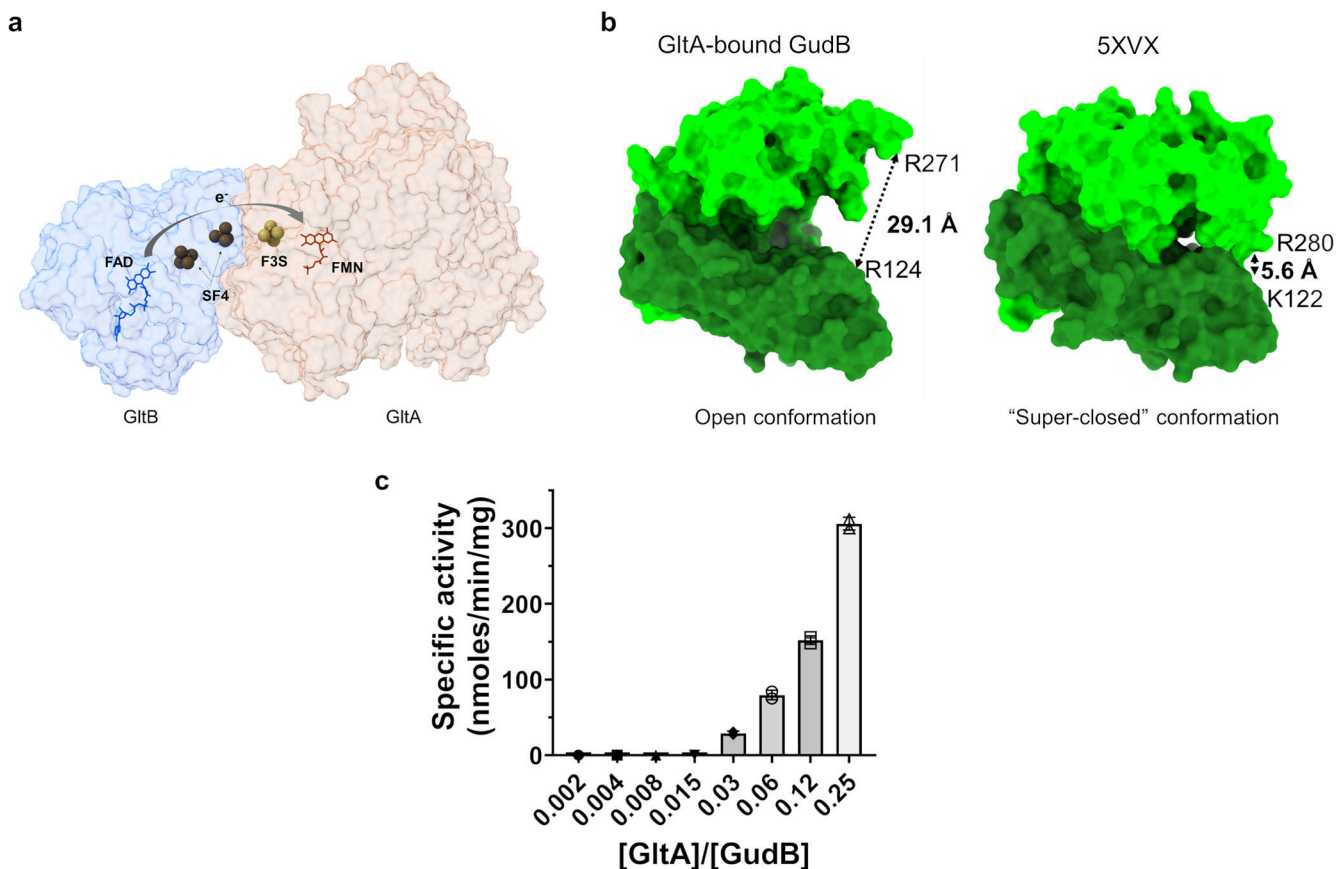 a
e-
FAD
F3S
FMN
SF4
GltB
GltA
b
GltA-bound GudB
5XVX
R271
29.1 Å
R124
R280
5.6 Å
K122
Open conformation
“Super-closed” conformation
c
Specific activity
(nmoles/min/mg)
300
200
100
0
0.002
0.004
0.008
0.015
0.03
0.06
0.12
0.25
[GltA]/[GudB]